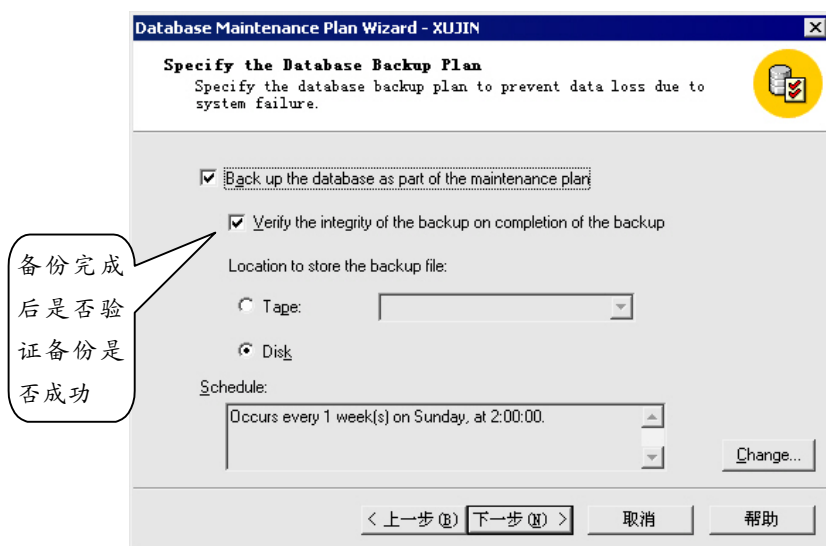 Database Maintenance Plan Wizard - XUJIN
Specify the Database Backup Plan
Specify the database backup plan to prevent data loss due to
system failure.
Back up the database as part of the maintenance plan
Verify the integrity of the backup on completion of the backup
备份完成
后是否验
证备份是
否成功
Location to store the backup file:
Tape:
Disk
Schedule:
Occurs every 1 week(s) on Sunday, at 2:00:00.
Change...
< 上一步(B) 下一步(N) > 取消 帮助